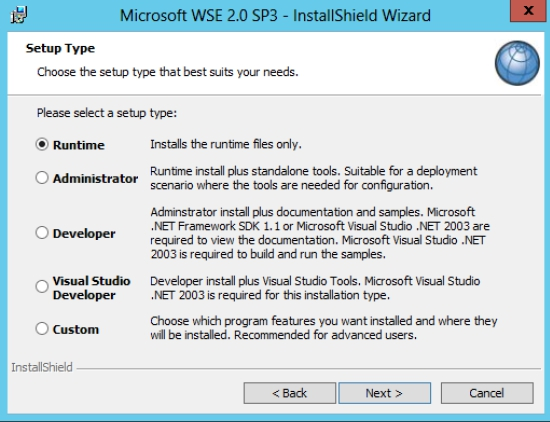 Microsoft WSE 2.0 SP3 - InstallShield Wizard
x
Setup Type
Choose the setup type that best suits your needs.
Please select a setup type:
Runtime
Installs the runtime files only.
Administrator
Runtime install plus standalone tools. Suitable for a deployment
scenario where the tools are needed for configuration.
Developer
Adminstrator install plus documentation and samples. Microsoft
.NET Framework SDK 1.1 or Microsoft Visual Studio .NET 2003 are
required to view the documentation. Microsoft Visual Studio .NET
2003 is required to build and run the samples.
Visual Studio
Developer
Developer install plus Visual Studio Tools. Microsoft Visual Studio
.NET 2003 is required for this installation type.
Custom
Choose which program features you want installed and where they
will be installed. Recommended for advanced users.
InstallShield
< Back
Next >
Cancel